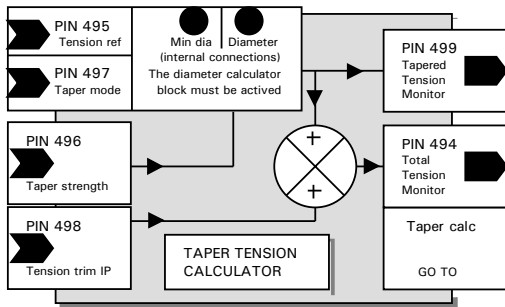 PIN 495
Tension ref
PIN 497
Taper mode
Min dia
Diameter
(internal connections)
The diameter calculator
block must be actived
PIN 499
Tapered
Tension
Monitor
PIN 496
Taper strength
+
+
PIN 494
Total
Tension
Monitor
PIN 498
Tension trim IP
TAPER TENSION
CALCULATOR
Taper calc
GO TO